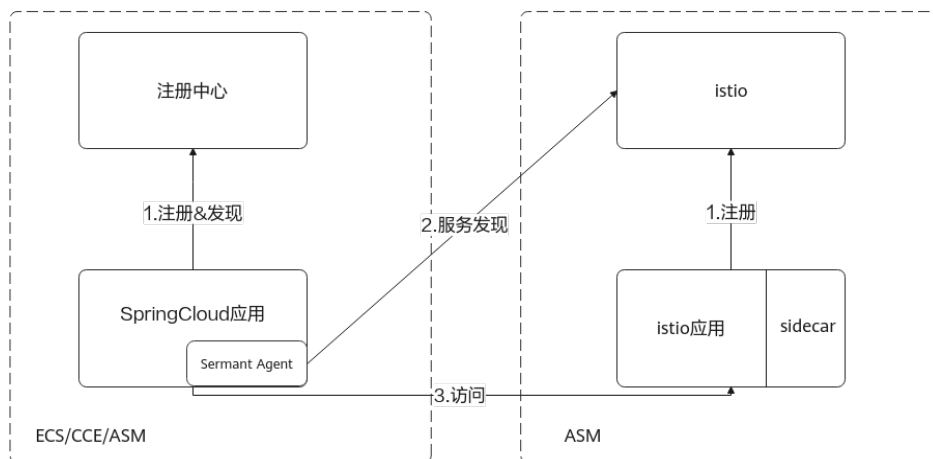 注册中心
istio
1.注册&发现
2.服务发现
1.注册
SpringCloud应用
Sermant Agent
istio应用
sidecar
3.访问
ECS/CCE/ASM
ASM